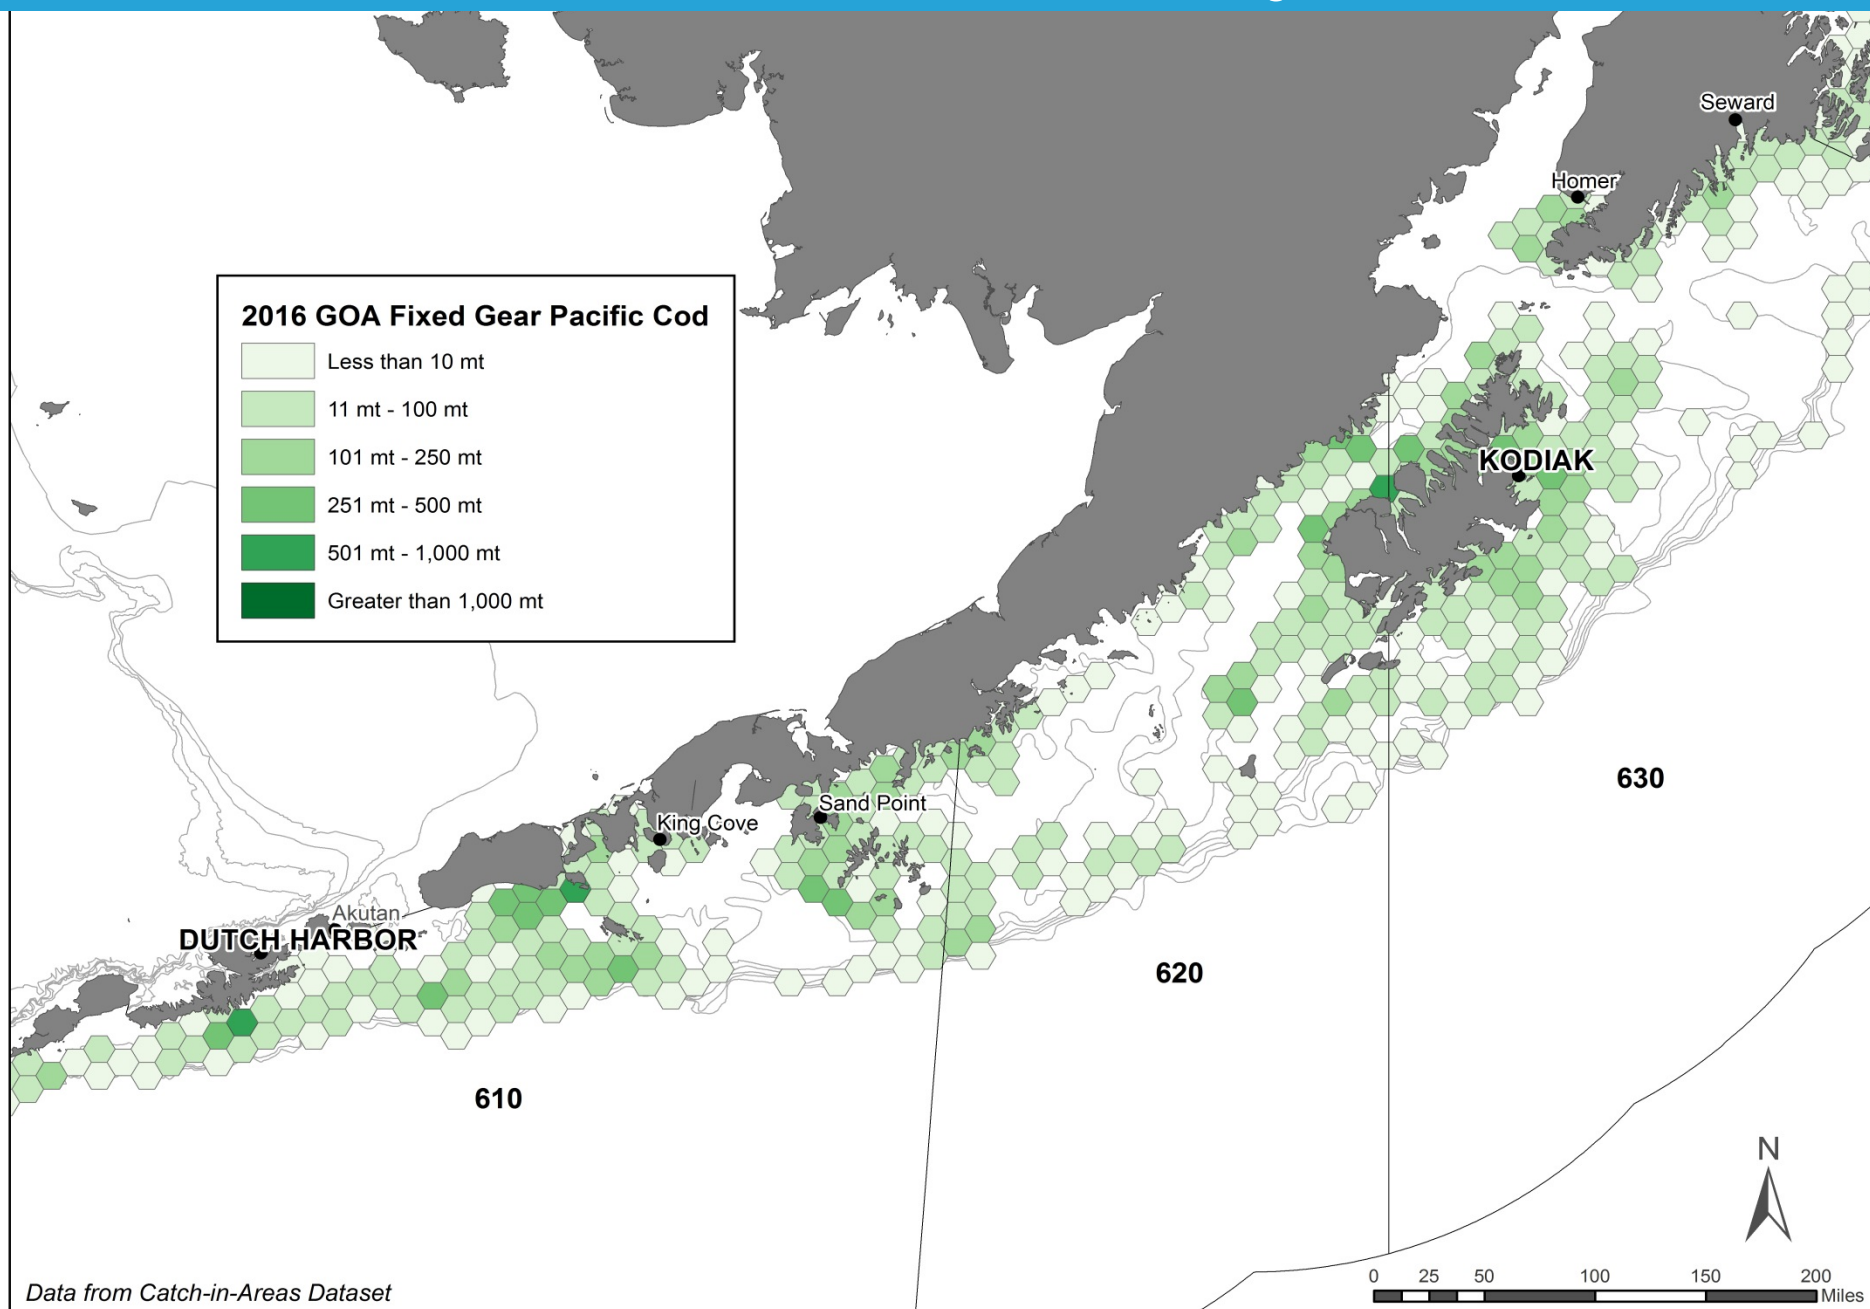 Seward
Homer
2016 GOA Fixed Gear Pacific Cod
Less than 10 mt
11 mt - 100 mt
101 mt - 250 mt
251 mt - 500 mt
501 mt - 1,000 mt
Greater than 1,000 mt
KODIAK
630
Sand Point
King Cove
Akutan
DUTCH HARBOR
620
610
N
0 25 50 100 150 200
Miles
Data from Catch-in-Areas Dataset